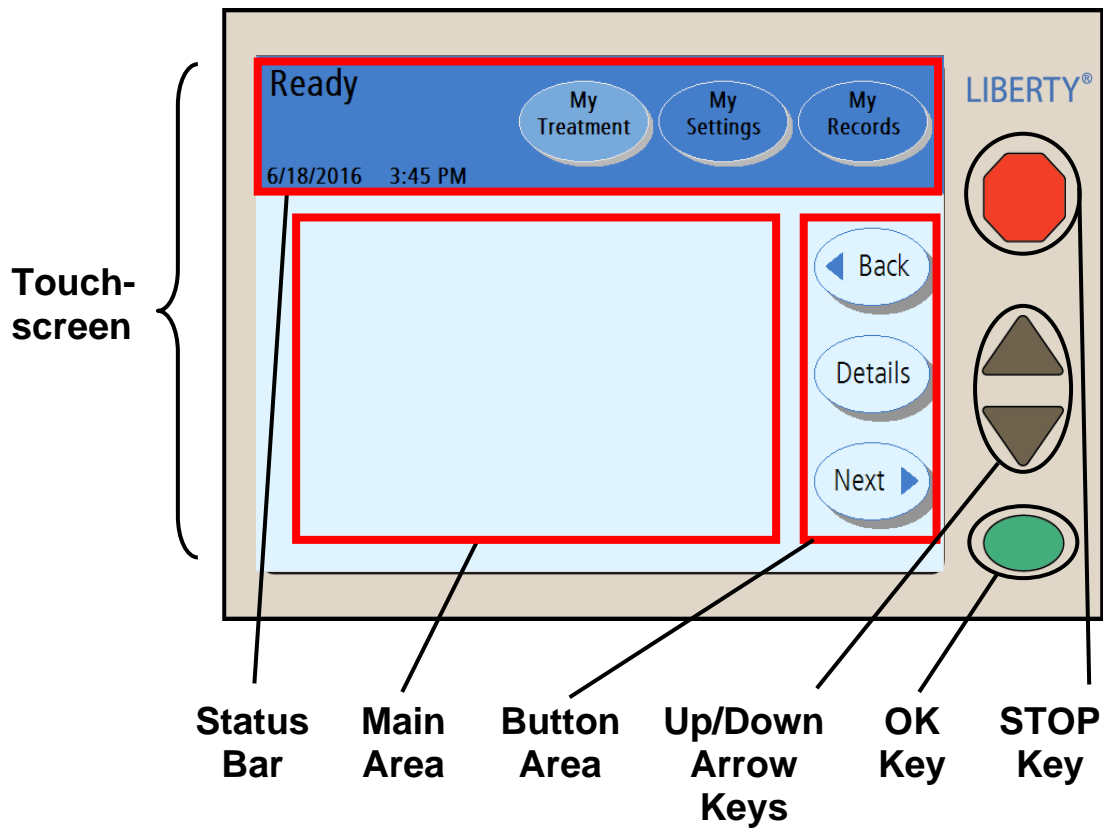 Ready
My Treatment
My Settings
My Records
6/18/2016 3:45 PM
LIBERTY®
Back
Details
Next
Touch-
screen
Status
Bar
Main
Area
Button
Area
Up/Down
Arrow
Keys
OK
Key
STOP
Key